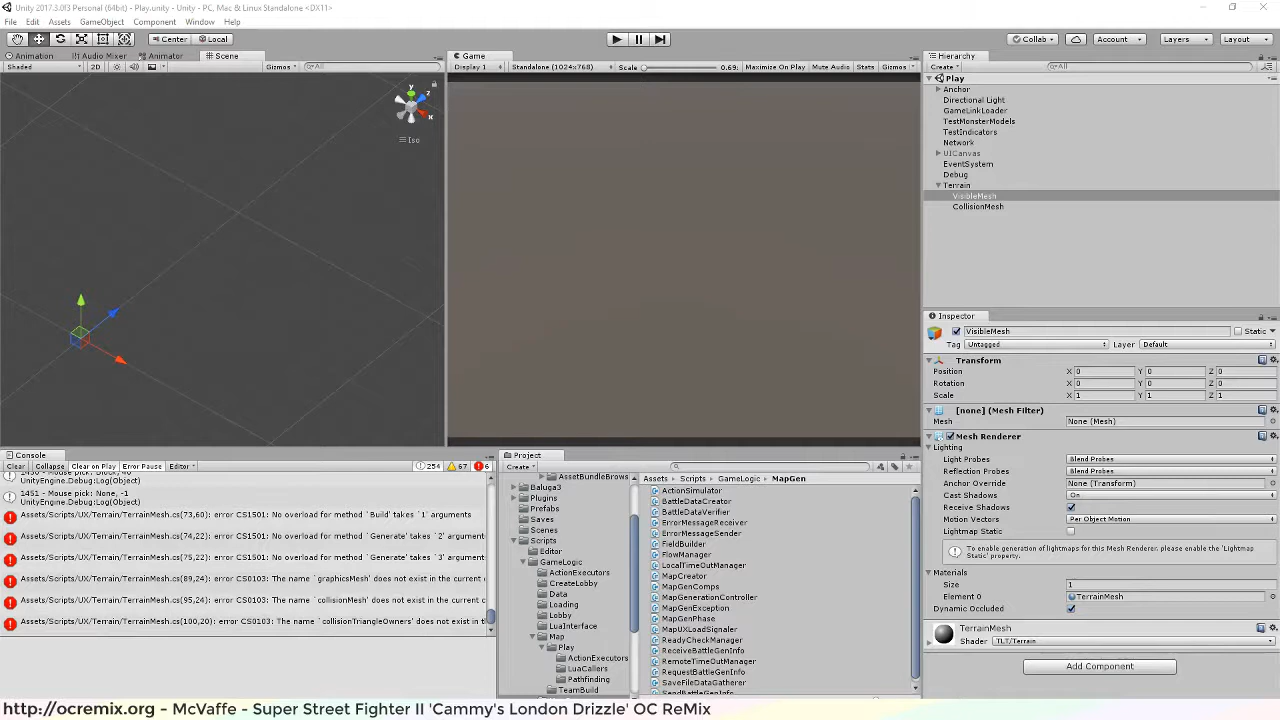 Unity 2017.3.0f3 Personal (64bit) - Play.unity - Unity - PC, Mac & Linux Standalone <DX11>
File Edit Assets GameObject Component Window Help
Center Local Collab Account Layers Layout
Animation Audio Mixer Animator Scene
Shaded 2D Gizmos All
y z x
Iso
Game
Display 1 Standalone (1024x768) Scale 0.69: Maximize On Play Mute Audio Stats Gizmos
Hierarchy
Create All
Play
Anchor
Directional Light
GameLinkLoader
TestMonsterModels
TestIndicators
Network
UICanvas
EventSystem
Debug
Terrain
VisibleMesh
CollisionMesh
Inspector
VisibleMesh Static
Tag Untagged Layer Default
Transform
Position X 0 Y 0 Z 0
Rotation X 0 Y 0 Z 0
Scale X 1 Y 1 Z 1
[none] (Mesh Filter)
Mesh None (Mesh)
Mesh Renderer
Lighting
Light Probes Blend Probes
Reflection Probes Blend Probes
Anchor Override None (Transform)
Cast Shadows On
Receive Shadows
Motion Vectors Per Object Motion
Lightmap Static
To enable generation of lightmaps for this Mesh Renderer, please enable the 'Lightmap Static' property.
Materials
Size 1
Element 0 TerrainMesh
Dynamic Occluded
TerrainMesh
Shader TLT/Terrain
Add Component
Console
Clear Collapse Clear on Play Error Pause Editor 254 67 6
UnityEngine.Debug:Log(Object)
1451 - Mouse pick: None, -1
UnityEngine.Debug:Log(Object)
Assets/Scripts/UX/Terrain/TerrainMesh.cs(73,60): error CS1501: No overload for method `Build' takes `1' arguments
Assets/Scripts/UX/Terrain/TerrainMesh.cs(74,22): error CS1501: No overload for method `Generate' takes `2' arguments
Assets/Scripts/UX/Terrain/TerrainMesh.cs(75,22): error CS1501: No overload for method `Generate' takes `3' arguments
Assets/Scripts/UX/Terrain/TerrainMesh.cs(89,24): error CS0103: The name `graphicsMesh' does not exist in the current
Assets/Scripts/UX/Terrain/TerrainMesh.cs(95,24): error CS0103: The name `collisionMesh' does not exist in the current
Assets/Scripts/UX/Terrain/TerrainMesh.cs(100,20): error CS0103: The name `collisionTriangleOwners' does not exist in
Project
Create
AssetBundleBrows
Baluga3
Plugins
Prefabs
Saves
Scenes
Scripts
Editor
GameLogic
ActionExecutors
CreateLobby
Data
Loading
Lobby
LuaInterface
Map
Play
ActionExecutors
LuaCallers
Pathfinding
TeamBuild
Assets Scripts GameLogic MapGen
ActionSimulator
BattleDataCreator
BattleDataVerifier
ErrorMessageReceiver
ErrorMessageSender
FieldBuilder
FlowManager
LocalTimeOutManager
MapCreator
MapGenComps
MapGenerationController
MapGenException
MapGenPhase
MapUXLoadSignaler
ReadyCheckManager
ReceiveBattleGenInfo
RemoteTimeOutManager
RequestBattleGenInfo
SaveFileDataGatherer
SendBattleGenInfo
http://ocremix.org - McVaffe - Super Street Fighter II 'Cammy's London Drizzle' OC ReMix